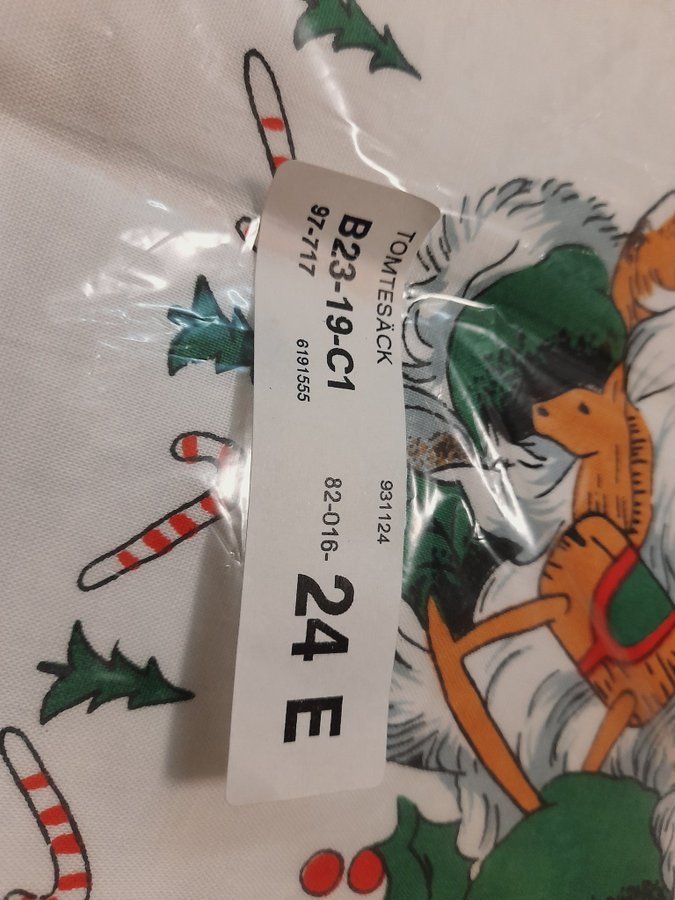 TOMTESÄCK 931124
B23-19-C1 82-016- 24 E
97-717 6191555